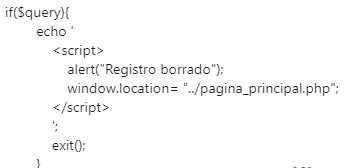 if($query){
echo '
<script>
alert("Registro borrado");
window.location= "../pagina_principal.php";
</script>
';
exit();
}